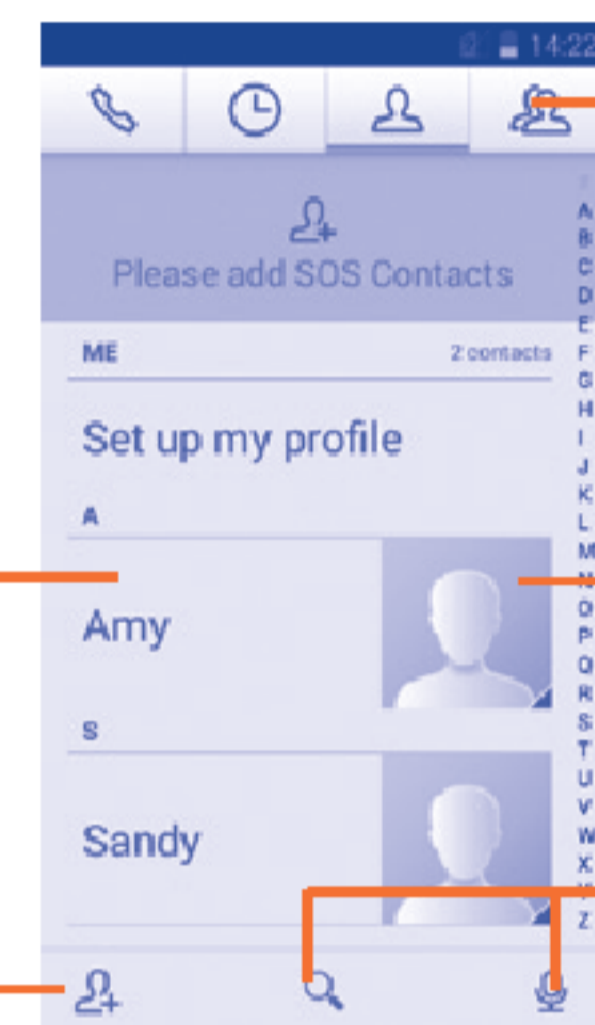 14:22
Please add SOS Contacts
ME 2 contacts
Set up my profile
A
Amy
S
Sandy
A
B
C
D
E
F
G
H
I
J
K
L
M
N
O
P
Q
R
S
T
U
V
W
X
Y
Z